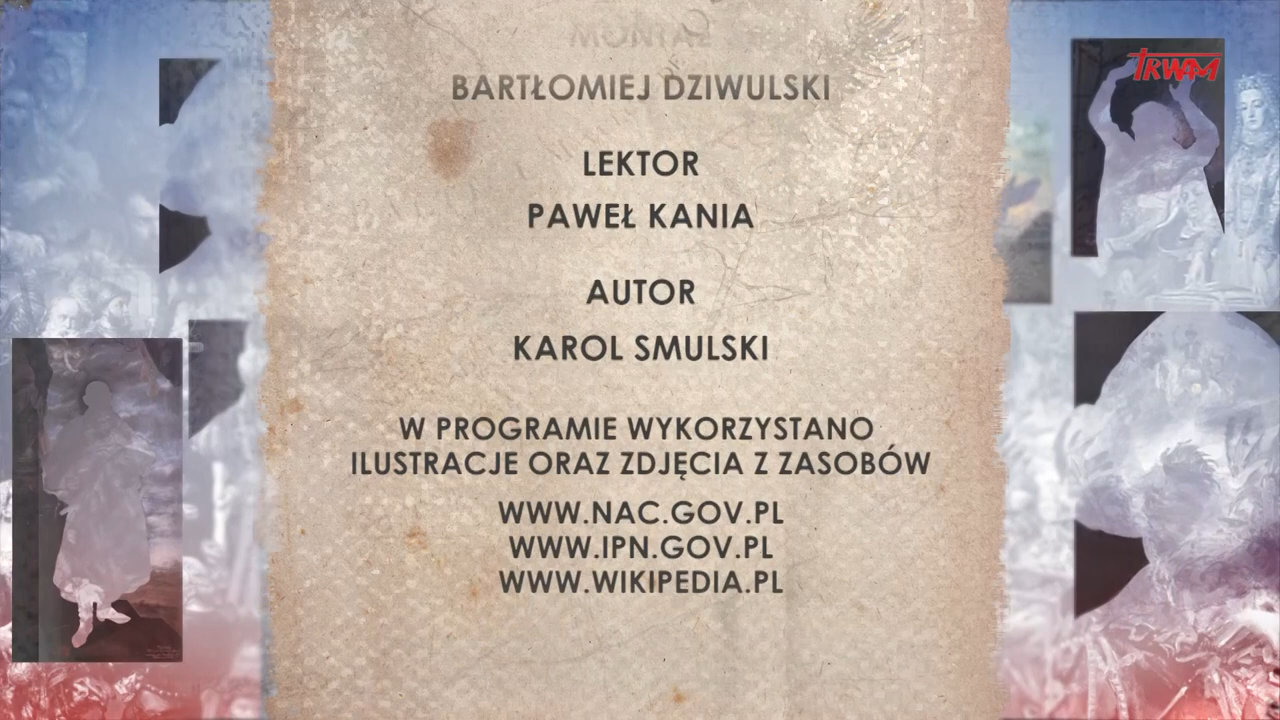 MONTAŻ
BARTŁOMIEJ DZIWULSKI
LEKTOR
PAWEŁ KANIA
AUTOR
KAROL SMULSKI
W PROGRAMIE WYKORZYSTANO
ILUSTRACJE ORAZ ZDJĘCIA Z ZASOBÓW
WWW.NAC.GOV.PL
WWW.IPN.GOV.PL
WWW.WIKIPEDIA.PL
TRWAM